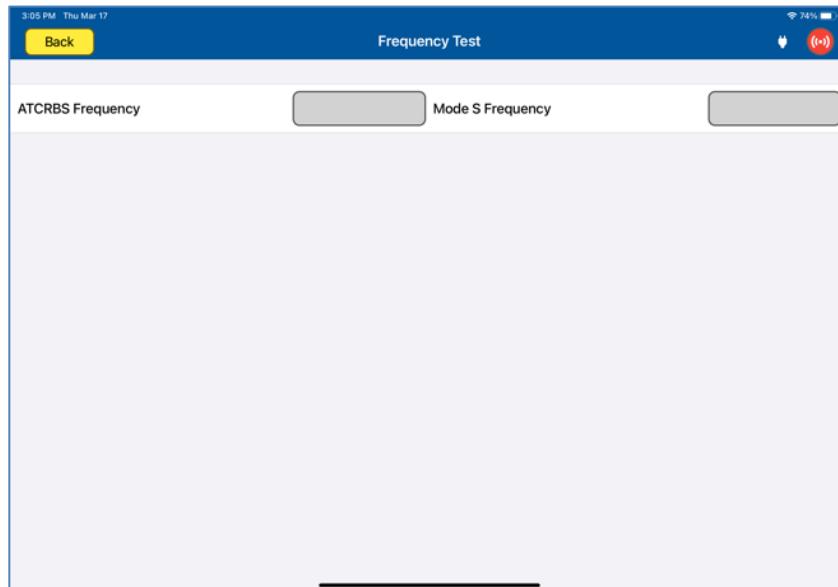 3:05 PM Thu Mar 17
74%
Back
Frequency Test
ATCRBS Frequency
Mode S Frequency